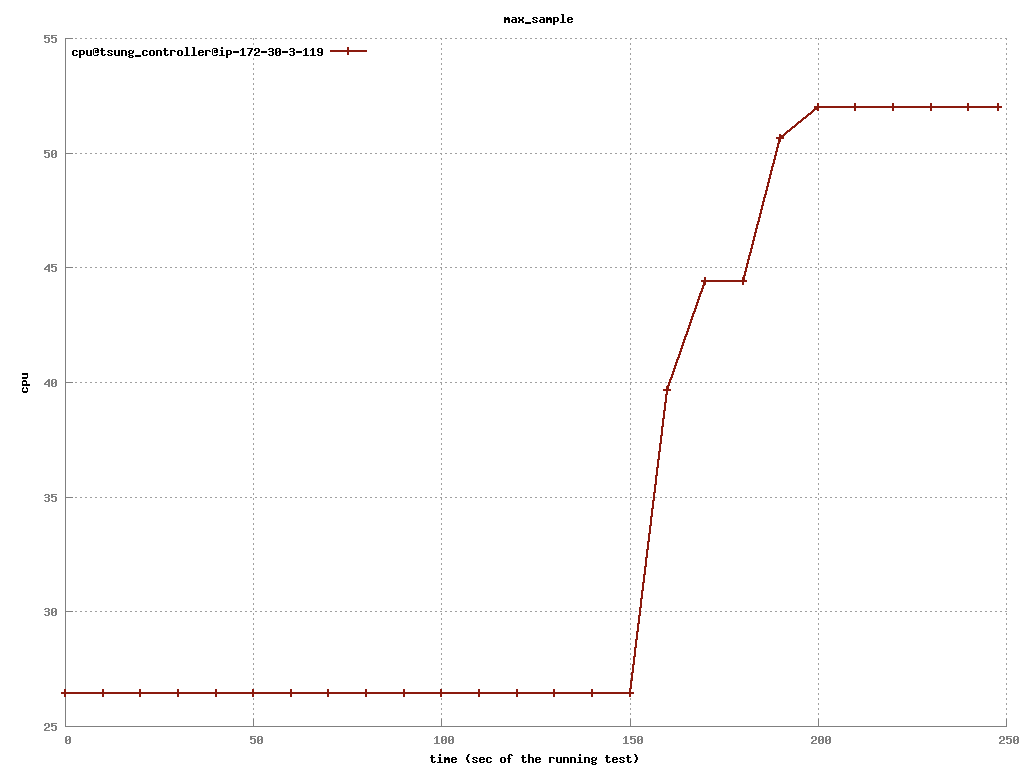 max_sample
55
cpu@tsung_controller@ip-172-30-3-119
50
45
cpu
40
35
30
25
0 50 100 150 200 250
time (sec of the running test)